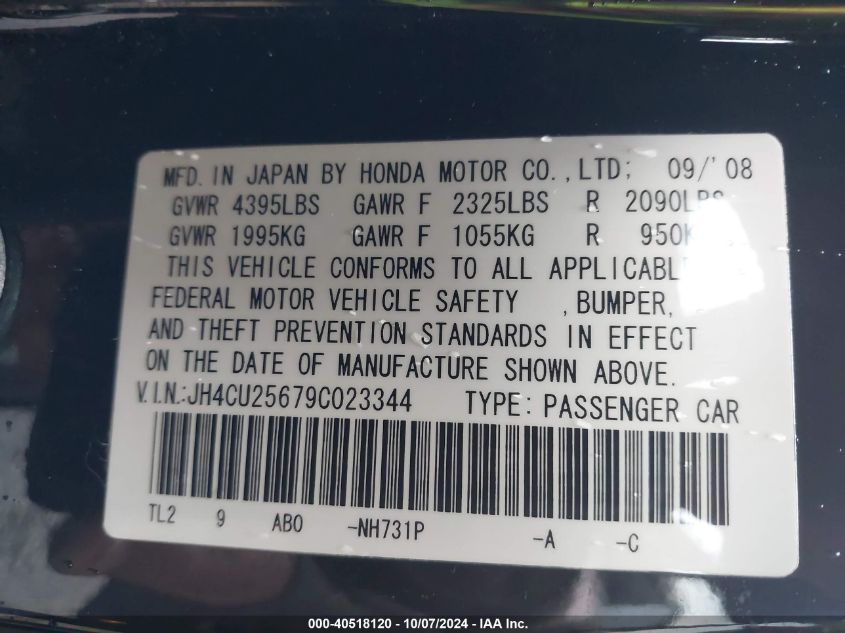 MFD. IN JAPAN BY HONDA MOTOR CO.,LTD; 09/'08
GVWR 4395LBS GAWR F 2325LBS R 2090LBS
GVWR 1995KG GAWR F 1055KG R 950K
THIS VEHICLE CONFORMS TO ALL APPLICABLE
FEDERAL MOTOR VEHICLE SAFETY ,BUMPER,
AND THEFT PREVENTION STANDARDS IN EFFECT
ON THE DATE OF MANUFACTURE SHOWN ABOVE.
V.I.N.:JH4CU25679C023344 TYPE: PASSENGER CAR
TL2 9 AB0 -NH731P -A -C
000-40518120 - 10/07/2024 - IAA Inc.